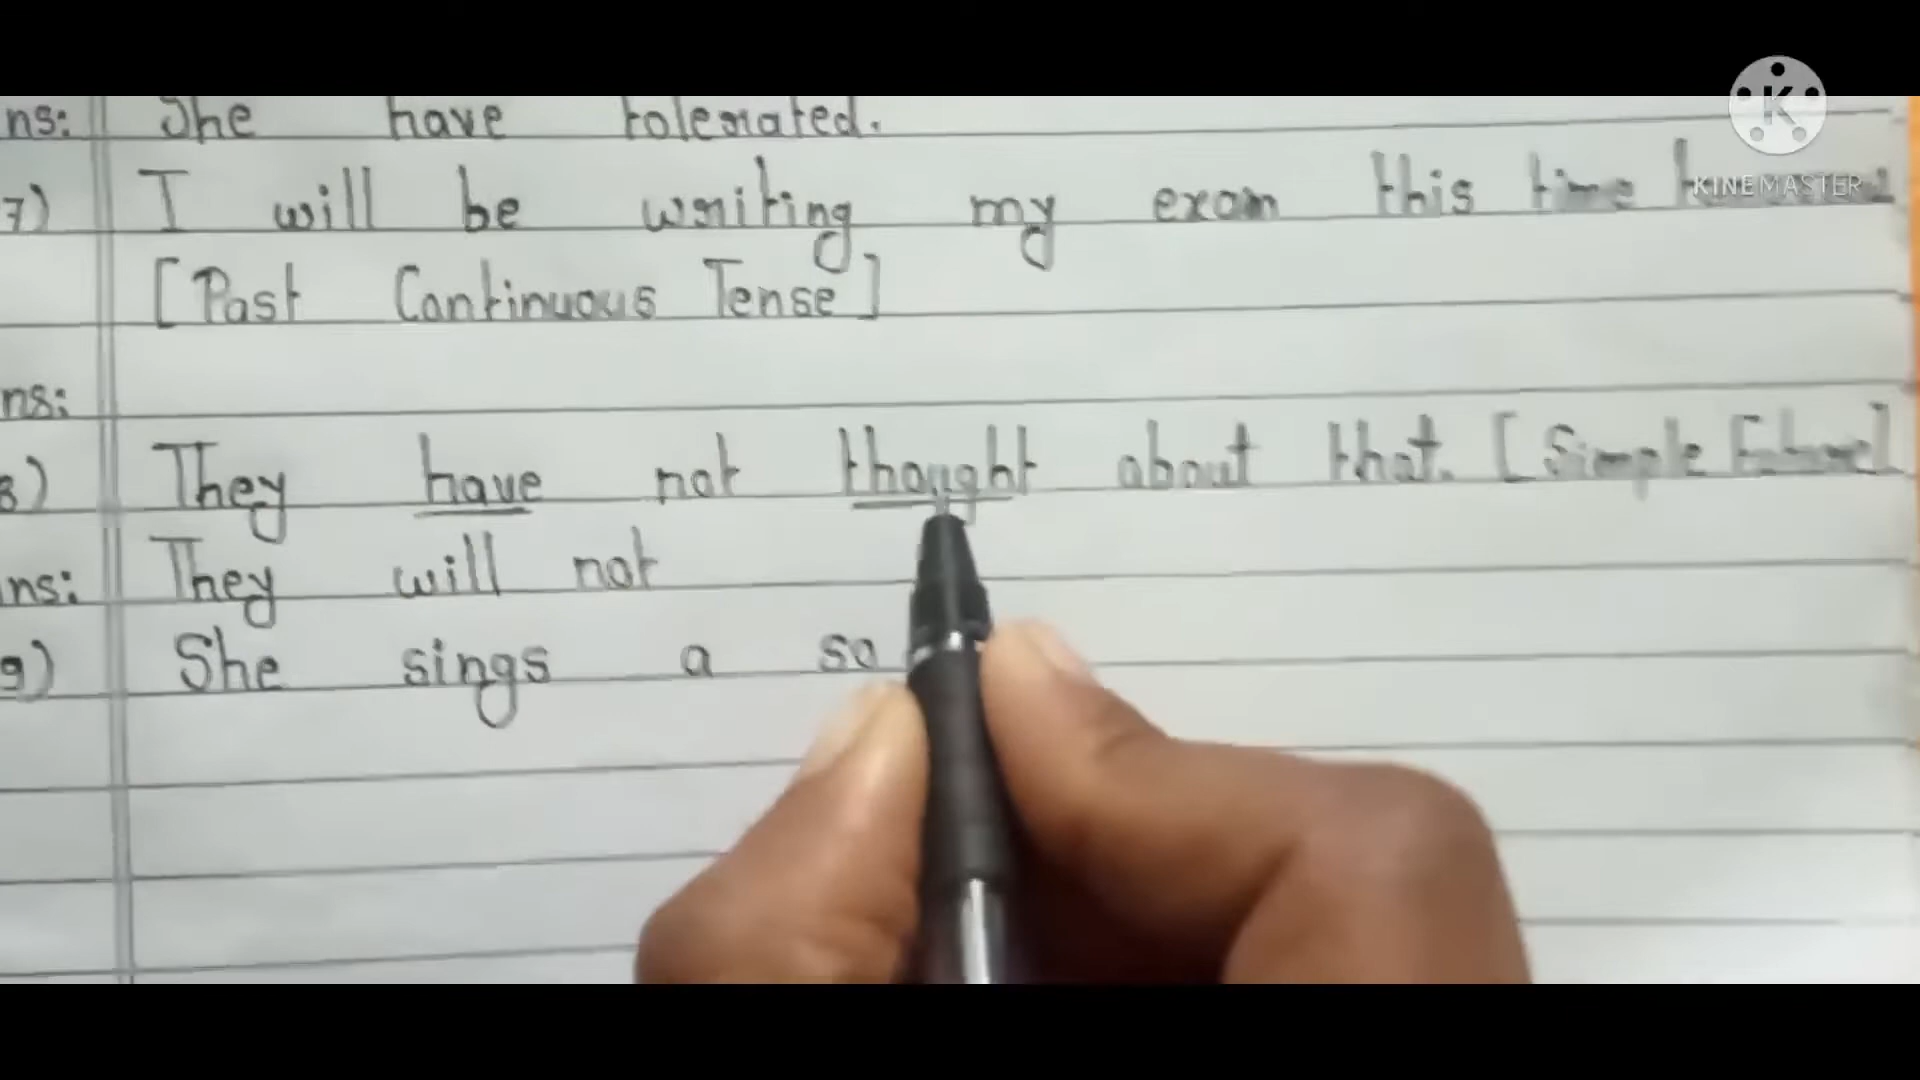 ns: She have tolerated.
KINEMASTER
7) I will be writing my exam this time
[Past Continuous Tense]
ns:
8) They have not thought about that. [Simple Future]
ns: They will not
9) She sings a so